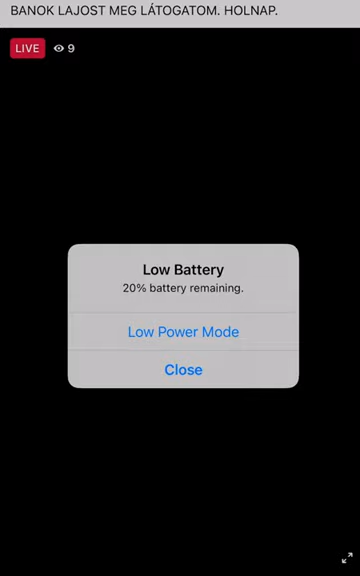 BANOK LAJOST MEG LÁTOGATOM. HOLNAP.
LIVE 9
Low Battery
20% battery remaining.
Low Power Mode
Close